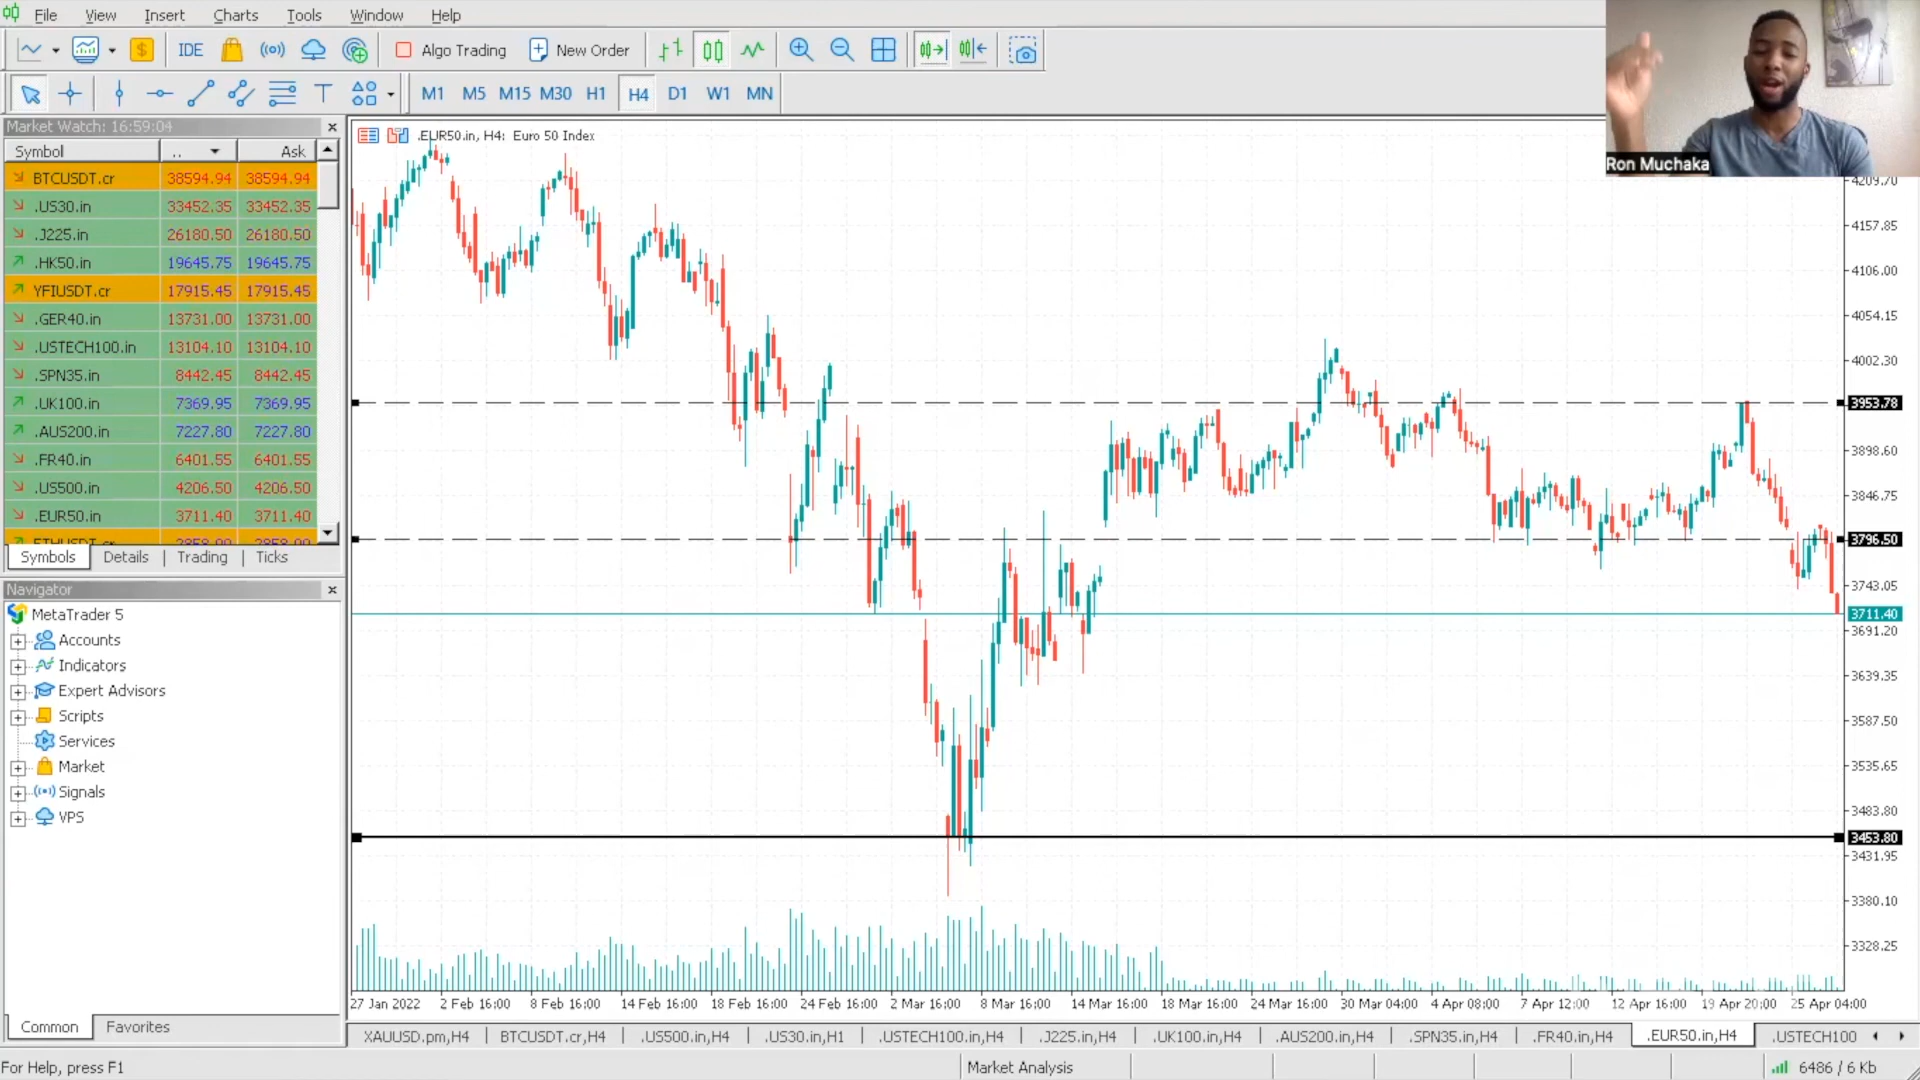 File View Insert Charts Tools Window Help
IDE Algo Trading New Order
M1 M5 M15 M30 H1 H4 D1 W1 MN
Ron Muchaka
Market Watch: 16:59:04
Symbol .. Ask
BTCUSDT.cr 38594.94 38594.94
.US30.in 33452.35 33452.35
.J225.in 26180.50 26180.50
.HK50.in 19645.75 19645.75
YFIUSDT.cr 17915.45 17915.45
.GER40.in 13731.00 13731.00
.USTECH100.in 13104.10 13104.10
.SPN35.in 8442.45 8442.45
.UK100.in 7369.95 7369.95
.AUS200.in 7227.80 7227.80
.FR40.in 6401.55 6401.55
.US500.in 4206.50 4206.50
.EUR50.in 3711.40 3711.40
Symbols Details Trading Ticks
Navigator
MetaTrader 5
Accounts
Indicators
Expert Advisors
Scripts
Services
Market
Signals
VPS
Common Favorites
.EUR50.in, H4: Euro 50 Index
4209.70
4157.85
4106.00
4054.15
4002.30
3953.78
3898.60
3846.75
3796.50
3743.05
3711.40
3691.20
3639.35
3587.50
3535.65
3483.80
3453.80
3431.95
3380.10
3328.25
27 Jan 2022 2 Feb 16:00 8 Feb 16:00 14 Feb 16:00 18 Feb 16:00 24 Feb 16:00 2 Mar 16:00 8 Mar 16:00 14 Mar 16:00 18 Mar 16:00 24 Mar 16:00 30 Mar 04:00 4 Apr 08:00 7 Apr 12:00 12 Apr 16:00 19 Apr 20:00 25 Apr 04:00
XAUUSD.pm,H4 BTCUSDT.cr,H4 .US500.in,H4 .US30.in,H1 .USTECH100.in,H4 .J225.in,H4 .UK100.in,H4 .AUS200.in,H4 .SPN35.in,H4 .FR40.in,H4 .EUR50.in,H4 .USTECH100
For Help, press F1 Market Analysis 6486 / 6 Kb